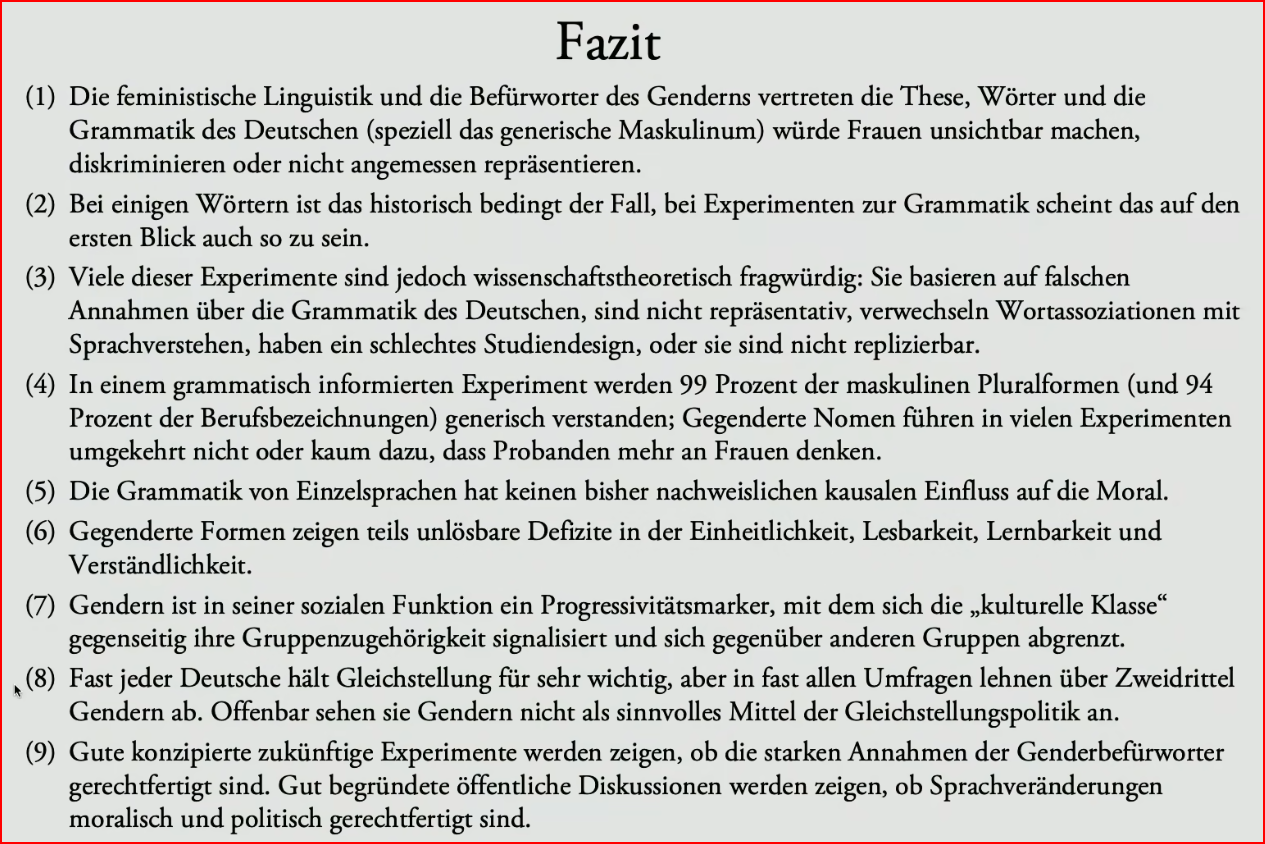 Fazit
(1) Die feministische Linguistik und die Befürworter des Genderns vertreten die These, Wörter und die
Grammatik des Deutschen (speziell das generische Maskulinum) würde Frauen unsichtbar machen,
diskriminieren oder nicht angemessen repräsentieren.
(2) Bei einigen Wörtern ist das historisch bedingt der Fall, bei Experimenten zur Grammatik scheint das auf den
ersten Blick auch so zu sein.
(3) Viele dieser Experimente sind jedoch wissenschaftstheoretisch fragwürdig: Sie basieren auf falschen
Annahmen über die Grammatik des Deutschen, sind nicht repräsentativ, verwechseln Wortassoziationen mit
Sprachverstehen, haben ein schlechtes Studiendesign, oder sie sind nicht replizierbar.
(4) In einem grammatisch informierten Experiment werden 99 Prozent der maskulinen Pluralformen (und 94
Prozent der Berufsbezeichnungen) generisch verstanden; Gegenderte Nomen führen in vielen Experimenten
umgekehrt nicht oder kaum dazu, dass Probanden mehr an Frauen denken.
(5) Die Grammatik von Einzelsprachen hat keinen bisher nachweislichen kausalen Einfluss auf die Moral.
(6) Gegenderte Formen zeigen teils unlösbare Defizite in der Einheitlichkeit, Lesbarkeit, Lernbarkeit und
Verständlichkeit.
(7) Gendern ist in seiner sozialen Funktion ein Progressivitätsmarker, mit dem sich die „kulturelle Klasse“
gegenseitig ihre Gruppenzugehörigkeit signalisiert und sich gegenüber anderen Gruppen abgrenzt.
(8) Fast jeder Deutsche hält Gleichstellung für sehr wichtig, aber in fast allen Umfragen lehnen über Zweidrittel
Gendern ab. Offenbar sehen sie Gendern nicht als sinnvolles Mittel der Gleichstellungspolitik an.
(9) Gute konzipierte zukünftige Experimente werden zeigen, ob die starken Annahmen der Genderbefürworter
gerechtfertigt sind. Gut begründete öffentliche Diskussionen werden zeigen, ob Sprachveränderungen
moralisch und politisch gerechtfertigt sind.